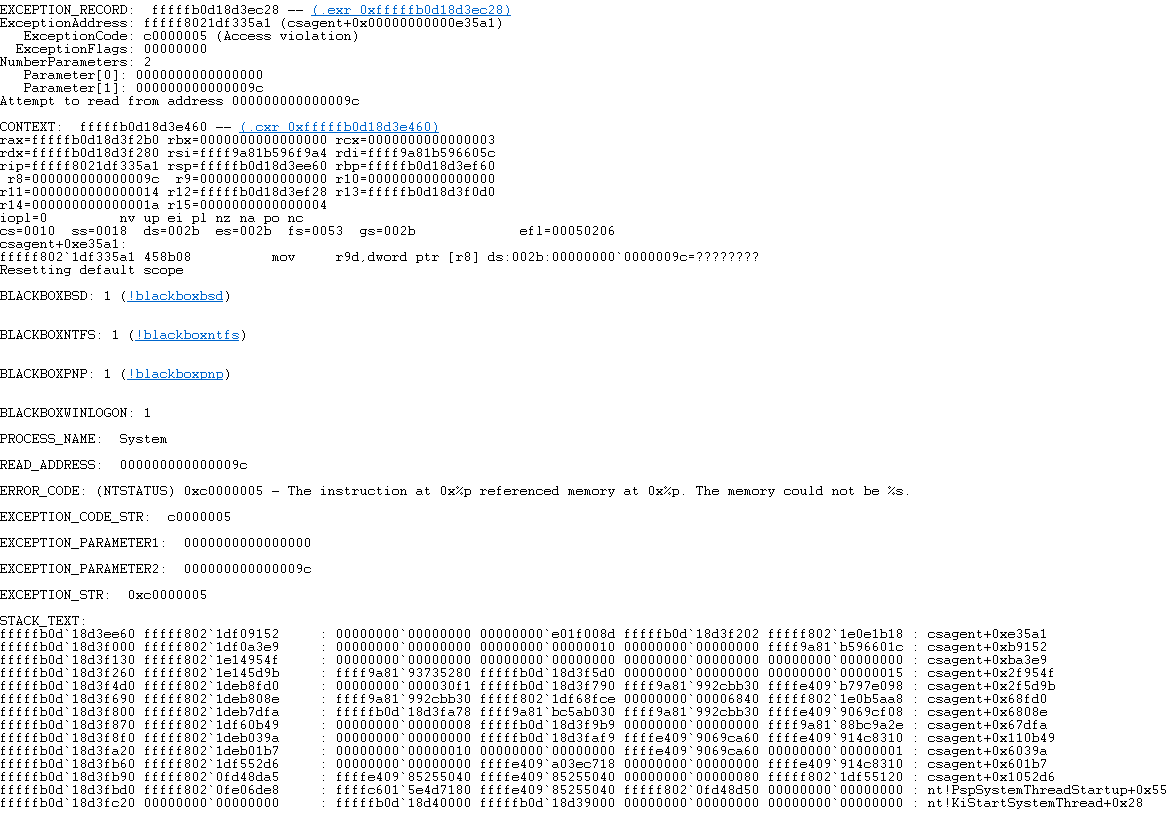 EXCEPTION_RECORD:  fffffb0d18d3ec28 -- (.exr 0xfffffb0d18d3ec28)
ExceptionAddress: fffff8021df335a1 (csagent+0x00000000000e35a1)
   ExceptionCode: c0000005 (Access violation)
  ExceptionFlags: 00000000
NumberParameters: 2
   Parameter[0]: 0000000000000000
   Parameter[1]: 000000000000009c
Attempt to read from address 000000000000009c
CONTEXT:  fffffb0d18d3e460 -- (.cxr 0xfffffb0d18d3e460)
rax=fffffb0d18d3f2b0 rbx=0000000000000000 rcx=0000000000000003
rdx=fffffb0d18d3f280 rsi=ffff9a81b596f9a4 rdi=ffff9a81b596605c
rip=fffff8021df335a1 rsp=fffffb0d18d3ee60 rbp=fffffb0d18d3ef60
 r8=000000000000009c  r9=0000000000000000 r10=0000000000000000
r11=0000000000000014 r12=fffffb0d18d3ef28 r13=fffffb0d18d3f0d0
r14=000000000000001a r15=0000000000000004
iopl=0         nv up ei pl nz na po nc
cs=0010  ss=0018  ds=002b  es=002b  fs=0053  gs=002b             efl=00050206
csagent+0xe35a1:
fffff802`1df335a1 458b08          mov     r9d,dword ptr [r8] ds:002b:00000000`0000009c=????????
Resetting default scope
BLACKBOXBSD: 1 (!blackboxbsd)
BLACKBOXNTFS: 1 (!blackboxntfs)
BLACKBOXPNP: 1 (!blackboxpnp)
BLACKBOXWINLOGON: 1
PROCESS_NAME:  System
READ_ADDRESS:  000000000000009c
ERROR_CODE: (NTSTATUS) 0xc0000005 - The instruction at 0x%p referenced memory at 0x%p. The memory could not be %s.
EXCEPTION_CODE_STR:  c0000005
EXCEPTION_PARAMETER1:  0000000000000000
EXCEPTION_PARAMETER2:  000000000000009c
EXCEPTION_STR:  0xc0000005
STACK_TEXT:
fffffb0d`18d3ee60 fffff802`1df09152     : 00000000`00000000 00000000`e01f008d fffffb0d`18d3f202 fffff802`1e0e1b18 : csagent+0xe35a1
fffffb0d`18d3f000 fffff802`1df0a3e9     : 00000000`00000000 00000000`00000010 00000000`00000000 ffff9a81`b596601c : csagent+0xb9152
fffffb0d`18d3f130 fffff802`1e14954f     : 00000000`00000000 00000000`00000000 00000000`00000000 00000000`00000000 : csagent+0xba3e9
fffffb0d`18d3f260 fffff802`1e145d9b     : ffff9a81`93735280 fffffb0d`18d3f5d0 00000000`00000000 00000000`00000015 : csagent+0x2f954f
fffffb0d`18d3f4d0 fffff802`1deb8fd0     : 00000000`000030f1 fffffb0d`18d3f790 ffff9a81`992cbb30 ffffe409`b797e098 : csagent+0x2f5d9b
fffffb0d`18d3f690 fffff802`1deb808e     : ffff9a81`992cbb30 fffff802`1df68fce 00000000`00006840 fffff802`1e0b5aa8 : csagent+0x68fd0
fffffb0d`18d3f800 fffff802`1deb7dfa     : fffffb0d`18d3fa78 ffff9a81`bc5ab030 ffff9a81`992cbb30 ffffe409`9069cf08 : csagent+0x6808e
fffffb0d`18d3f870 fffff802`1df60b49     : 00000000`00000008 fffffb0d`18d3f9b9 00000000`00000000 ffff9a81`88bc9a2e : csagent+0x67dfa
fffffb0d`18d3f8f0 fffff802`1deb039a     : 00000000`00000000 fffffb0d`18d3faf9 ffffe409`9069ca60 ffffe409`914c8310 : csagent+0x110b49
fffffb0d`18d3fa20 fffff802`1deb01b7     : 00000000`00000010 00000000`00000000 ffffe409`9069ca60 00000000`00000001 : csagent+0x6039a
fffffb0d`18d3fb60 fffff802`1df552d6     : 00000000`00000000 ffffe409`a03ec718 00000000`00000000 ffffe409`914c8310 : csagent+0x601b7
fffffb0d`18d3fb90 fffff802`0fd48da5     : ffffe409`85255040 ffffe409`85255040 00000000`00000080 fffff802`1df55120 : csagent+0x1052d6
fffffb0d`18d3fbd0 fffff802`0fe06de8     : ffffc601`5e4d7180 ffffe409`85255040 fffff802`0fd48d50 00000000`00000000 : nt!PspSystemThreadStartup+0x55
fffffb0d`18d3fc20 00000000`00000000     : fffffb0d`18d40000 fffffb0d`18d39000 00000000`00000000 00000000`00000000 : nt!KiStartSystemThread+0x28